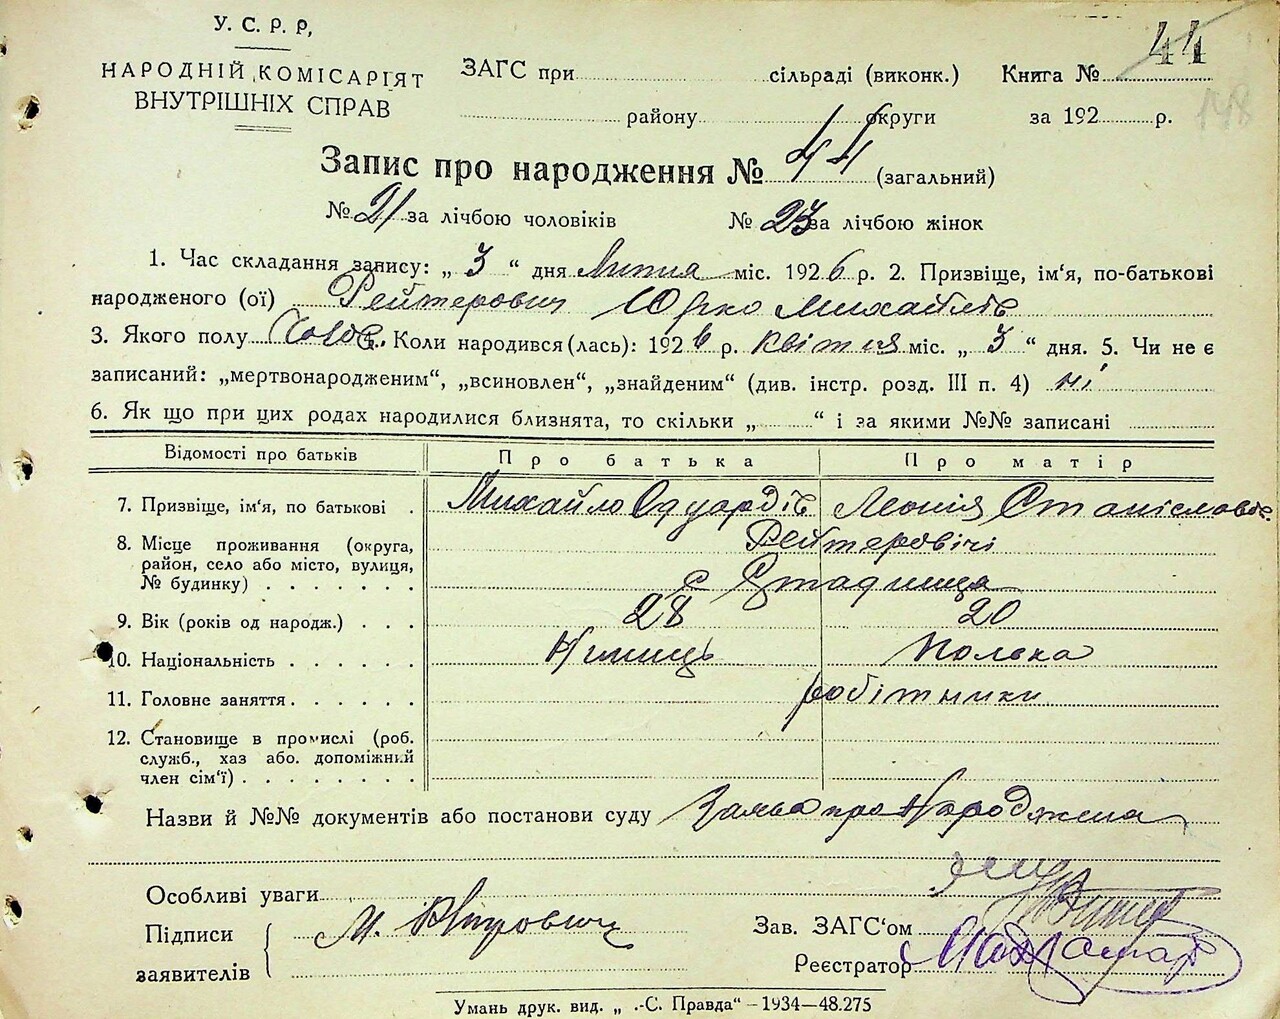 У. С. Р. Р,
НАРОДНІЙ КОМІСАРІЯТ
ВНУТРІШНІХ СПРАВ
ЗАГС при сільраді (виконк.) Книга № 44
району округи за 192 р. 148
Запис про народження № 44 (загальний)
№ 21 за лічбою чоловіків № 23 за лічбою жінок
1. Час складання запису: „ 3 “ дня Липня міс. 1926 р. 2. Призвіще, ім'я, по-батькові
народженого (ої) Рейтерович Юрко Михайлів
3. Якого полу Чолов. Коли народився(лась): 1926 р. квітня міс. „ 3 “ дня. 5. Чи не є
записаний: „мертвонародженим“, „всиновлен“, „знайденим“ (див. інстр. розд. III п. 4) ні
6. Як що при цих родах народилися близнята, то скільки „ “ і за якими №№ записані
Відомості про батьків Про батька Про матір
7. Призвіще, ім'я, по батькові . Михайло Едуардів Леонія Станіславов.
Рейтеровічі
8. Місце проживання (округа,
район, село або місто, вулиця,
№ будинку) . . . . . . . с Стадниця
9. Вік (років од народж.) . . . 28 20
10. Національність . . . . . . Німиць Полька
11. Головне заняття . . . . . . робітники
12. Становище в промислі (роб.
служб., хаз або. допоміжний
член сім'ї) . . . . . . . .
Назви й №№ документів або постанови суду Заява про Народженя
Особливі уваги
Підписи
заявителів
М.
Зав. ЗАГС'ом
Реєстратор
Умань друк. вид. „ .-С. Правда“ – 1934—48.275